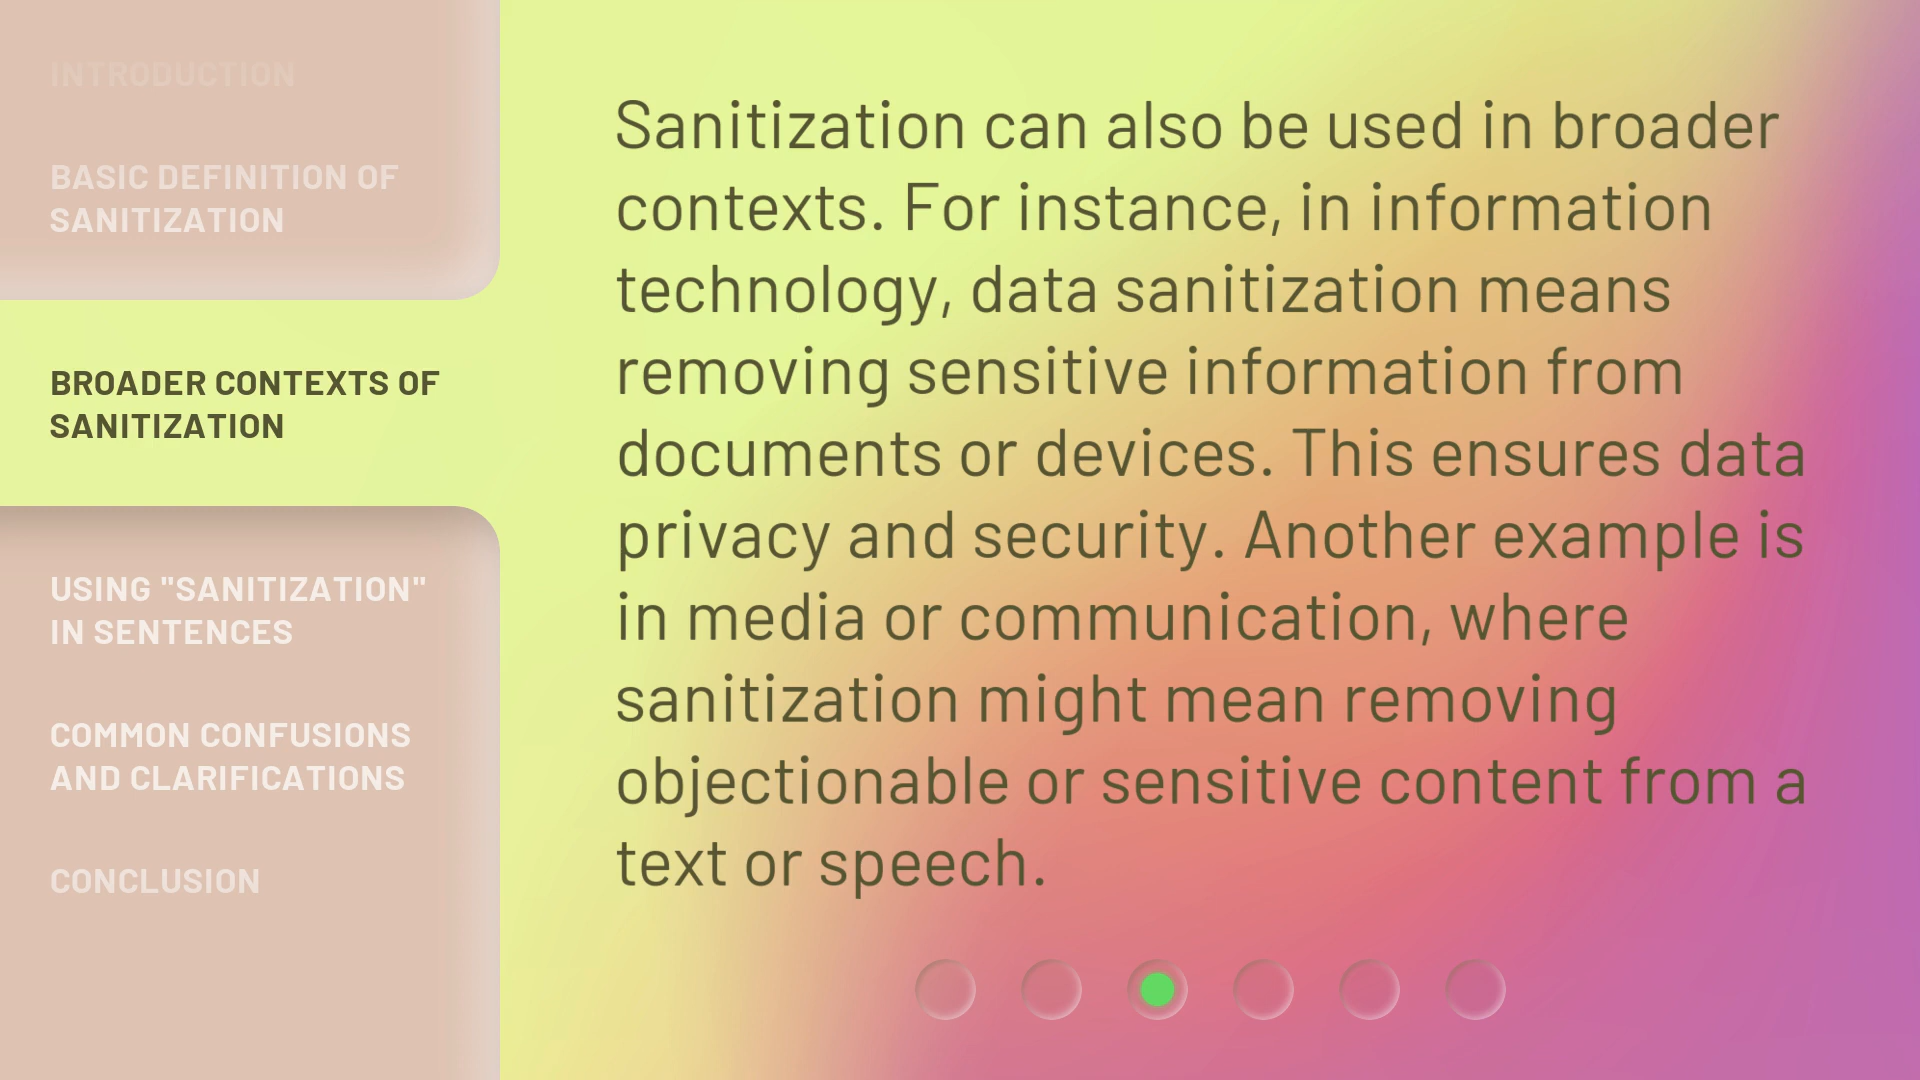 INTRODUCTION
BASIC DEFINITION OF
SANITIZATION
BROADER CONTEXTS OF
SANITIZATION
USING "SANITIZATION"
IN SENTENCES
COMMON CONFUSIONS
AND CLARIFICATIONS
CONCLUSION
Sanitization can also be used in broader
contexts. For instance, in information
technology, data sanitization means
removing sensitive information from
documents or devices. This ensures data
privacy and security. Another example is
in media or communication, where
sanitization might mean removing
objectionable or sensitive content from a
text or speech.